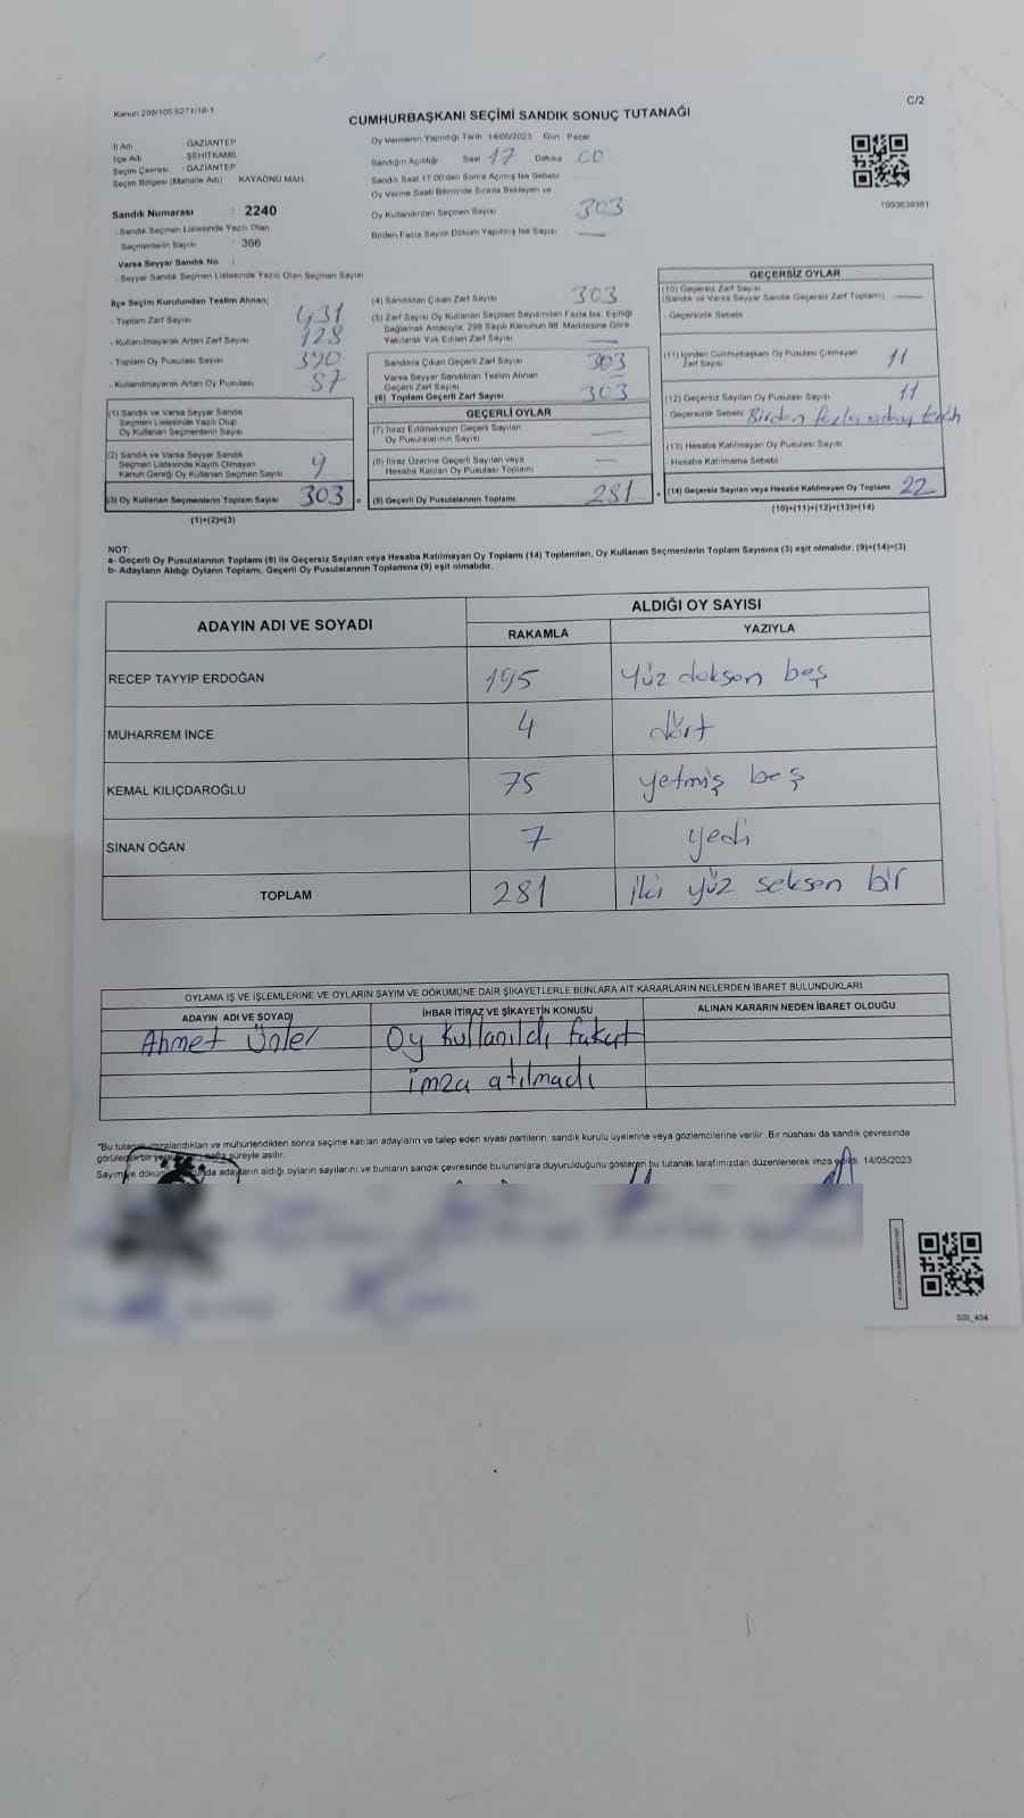 Kanun 298/105.6271/18-1
C/2
CUMHURBAŞKANI SEÇİMİ SANDIK SONUÇ TUTANAĞI
İl Adı : GAZİANTEP
İlçe Adı : ŞEHİTKAMİL
Seçim Çevresi : GAZİANTEP
Seçim Bölgesi (Mahalle Adı) KAYAÖNÜ MAH.
Sandık Numarası : 2240
Sandık Seçmen Listesinde Yazılı Olan
Seçmenlerin Sayısı : 366
Varsa Seyyar Sandık No :
Seyyar Sandık Seçmen Listesinde Yazılı Olan Seçmen Sayısı
Oy Vermenin Yapıldığı Tarih 14/05/2023 Gün Pazar
Sandığın Açıldığı Saat 17 Dakika 00
Sandık Saat 17:00'den Sonra Açılmış İse Sebebi
Oy Verme Saati Bitiminde Sırada Bekleyen ve
Oy Kullandırılan Seçmen Sayısı 303
Birden Fazla Sayım Döküm Yapılmış İse Sayısı —
İlçe Seçim Kurulundan Teslim Alınan;
- Toplam Zarf Sayısı 431
- Kullanılmayarak Artan Zarf Sayısı 128
- Toplam Oy Pusulası Sayısı 390
- Kullanılmayarak Artan Oy Pusulası 87
(1) Sandık ve Varsa Seyyar Sandık
Seçmen Listesinde Yazılı Olup
Oy Kullanan Seçmenlerin Sayısı
(2) Sandık ve Varsa Seyyar Sandık
Seçmen Listesinde Kayıtlı Olmayan
Kanun Gereği Oy Kullanan Seçmen Sayısı 9
(3) Oy Kullanan Seçmenlerin Toplam Sayısı 303
(1)+(2)=(3)
(4) Sandıktan Çıkan Zarf Sayısı 303
(5) Zarf Sayısı Oy Kullanan Seçmen Sayısından Fazla İse, Eşitliği
Sağlamak Amacıyla, 298 Sayılı Kanunun 98. Maddesine Göre
Yakılarak Yok Edilen Zarf Sayısı —
Sandıkta Çıkan Geçerli Zarf Sayısı 303
Varsa Seyyar Sandıktan Teslim Alınan
Geçerli Zarf Sayısı —
(6) Toplam Geçerli Zarf Sayısı 303
GEÇERLİ OYLAR
(7) İtiraz Edilmeksizin Geçerli Sayılan
Oy Pusulalarının Sayısı —
(8) İtiraz Üzerine Geçerli Sayılan veya
Hesaba Katılan Oy Pusulası Toplamı —
(9) Geçerli Oy Pusulalarının Toplamı 281
GEÇERSİZ OYLAR
(10) Geçersiz Zarf Sayısı
(Sandık ve Varsa Seyyar Sandık Geçersiz Zarf Toplamı) —
- Geçersizlik Sebebi
(11) İçinden Cumhurbaşkanı Oy Pusulası Çıkmayan
Zarf Sayısı 11
(12) Geçersiz Sayılan Oy Pusulası Sayısı 11
Geçersizlik Sebebi Birden fazla aday tercih
(13) Hesaba Katılmayan Oy Pusulası Sayısı
- Hesaba Katılmama Sebebi
(14) Geçersiz Sayılan veya Hesaba Katılmayan Oy Toplamı 22
(10)+(11)+(12)+(13)=(14)
NOT:
a- Geçerli Oy Pusulalarının Toplamı (9) ile Geçersiz Sayılan veya Hesaba Katılmayan Oy Toplamı (14) Toplamları, Oy Kullanan Seçmenlerin Toplam Sayısına (3) eşit olmalıdır. (9)+(14)=(3)
b- Adayların Aldığı Oyların Toplamı, Geçerli Oy Pusulalarının Toplamına (9) eşit olmalıdır.
ADAYIN ADI VE SOYADI
ALDIĞI OY SAYISI
RAKAMLA YAZIYLA
RECEP TAYYİP ERDOĞAN 195 Yüz doksan beş
MUHARREM İNCE 4 dört
KEMAL KILIÇDAROĞLU 75 yetmiş beş
SİNAN OĞAN 7 yedi
TOPLAM 281 iki yüz seksen bir
OYLAMA İŞ VE İŞLEMLERİNE VE OYLARIN SAYIM VE DÖKÜMÜNE DAİR ŞİKAYETLERLE BUNLARA AİT KARARLARIN NELERDEN İBARET BULUNDUKLARI
ADAYIN ADI VE SOYADI İHBAR İTİRAZ VE ŞİKAYETİN KONUSU ALINAN KARARIN NEDEN İBARET OLDUĞU
Ahmet Ünler Oy kullanıldı fakat
imza atılmadı
"Bu tutanak imzalandıktan ve mühürlendikten sonra seçime katılan adayların ve talep eden siyasi partilerin, sandık kurulu üyelerine veya gözlemcilerine verilir. Bir nüshası da sandık çevresinde
görülebilir bir yere hafta süreyle asılır.
Sayım ve döküm adayların aldığı oyların sayılarını ve bunların sandık çevresinde bulunanlara duyurulduğunu gösteren bu tutanak tarafımızdan düzenlenerek imza edildi. 14/05/2023